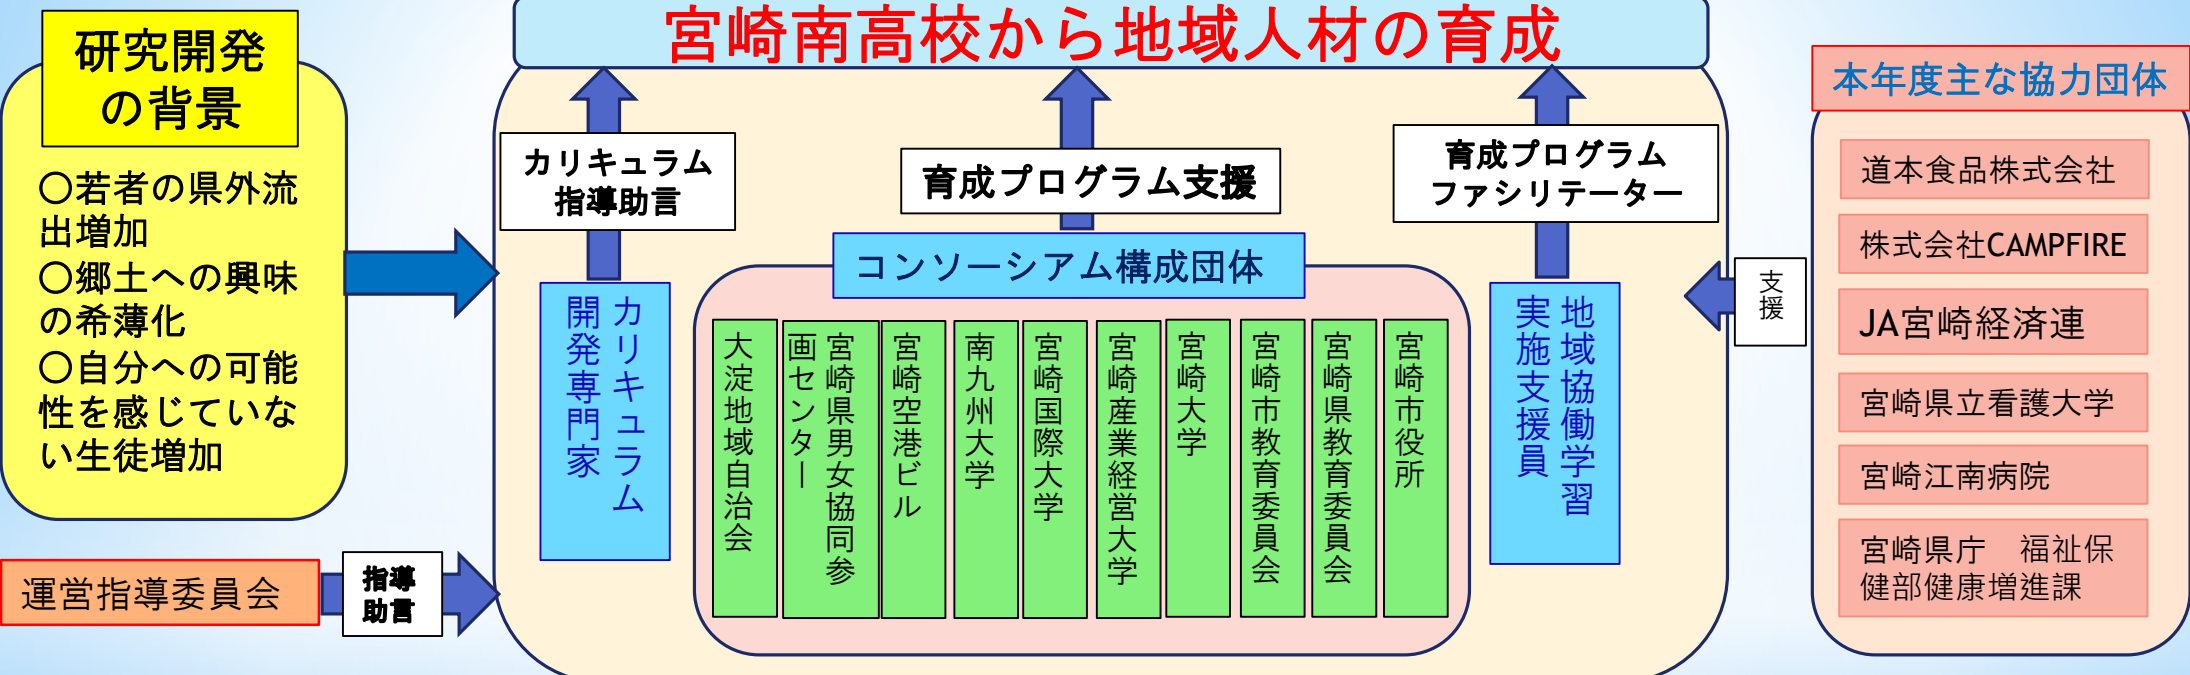 宮崎南高校から地域人材の育成
研究開発
の背景
〇若者の県外流
出増加
〇郷土への興味
の希薄化
〇自分への可能
性を感じていな
い生徒増加
運営指導委員会
指導
助言
カリキュラム
指導助言
育成プログラム支援
育成プログラム
ファシリテーター
カリキュラム
開発専門家
コンソーシアム構成団体
大淀地域自治会
宮崎県男女協同参
画センター
宮崎空港ビル
南九州大学
宮崎国際大学
宮崎産業経営大学
宮崎大学
宮崎市教育委員会
宮崎県教育委員会
宮崎市役所
地域協働学習
実施支援員
支援
本年度主な協力団体
道本食品株式会社
株式会社CAMPFIRE
JA宮崎経済連
宮崎県立看護大学
宮崎江南病院
宮崎県庁　福祉保
健部健康増進課